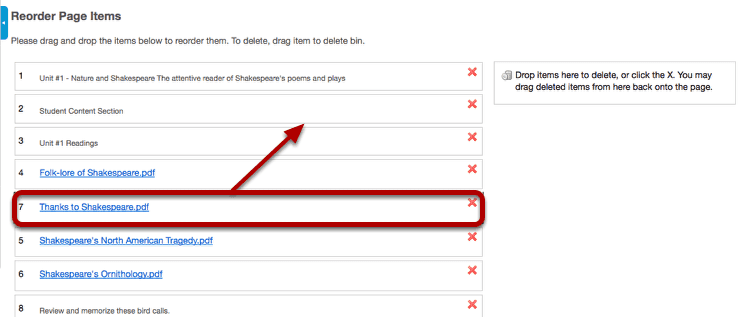 Reorder Page Items
Please drag and drop the items below to reorder them. To delete, drag item to delete bin.
1 Unit #1 - Nature and Shakespeare The attentive reader of Shakespeare's poems and plays
2 Student Content Section
3 Unit #1 Readings
4 Folk-lore of Shakespeare.pdf
7 Thanks to Shakespeare.pdf
5 Shakespeare's North American Tragedy.pdf
6 Shakespeare's Ornithology.pdf
8 Review and memorize these bird calls.
Drop items here to delete, or click the X. You may
drag deleted items from here back onto the page.